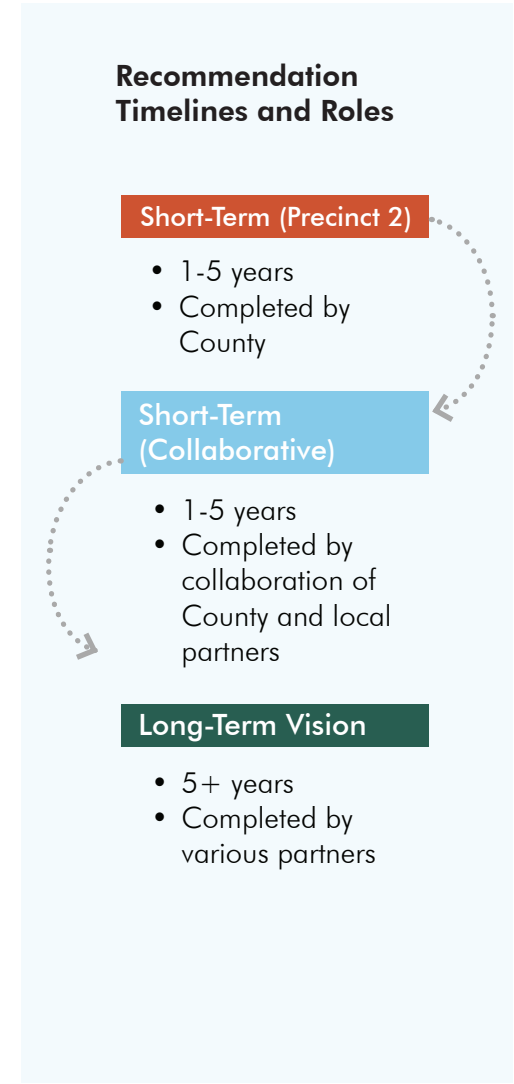 Recommendation
Timelines and Roles
Short-Term (Precinct 2)
• 1-5 years
• Completed by
County
Short-Term
(Collaborative)
• 1-5 years
• Completed by
collaboration of
County and local
partners
Long-Term Vision
• 5+ years
• Completed by
various partners